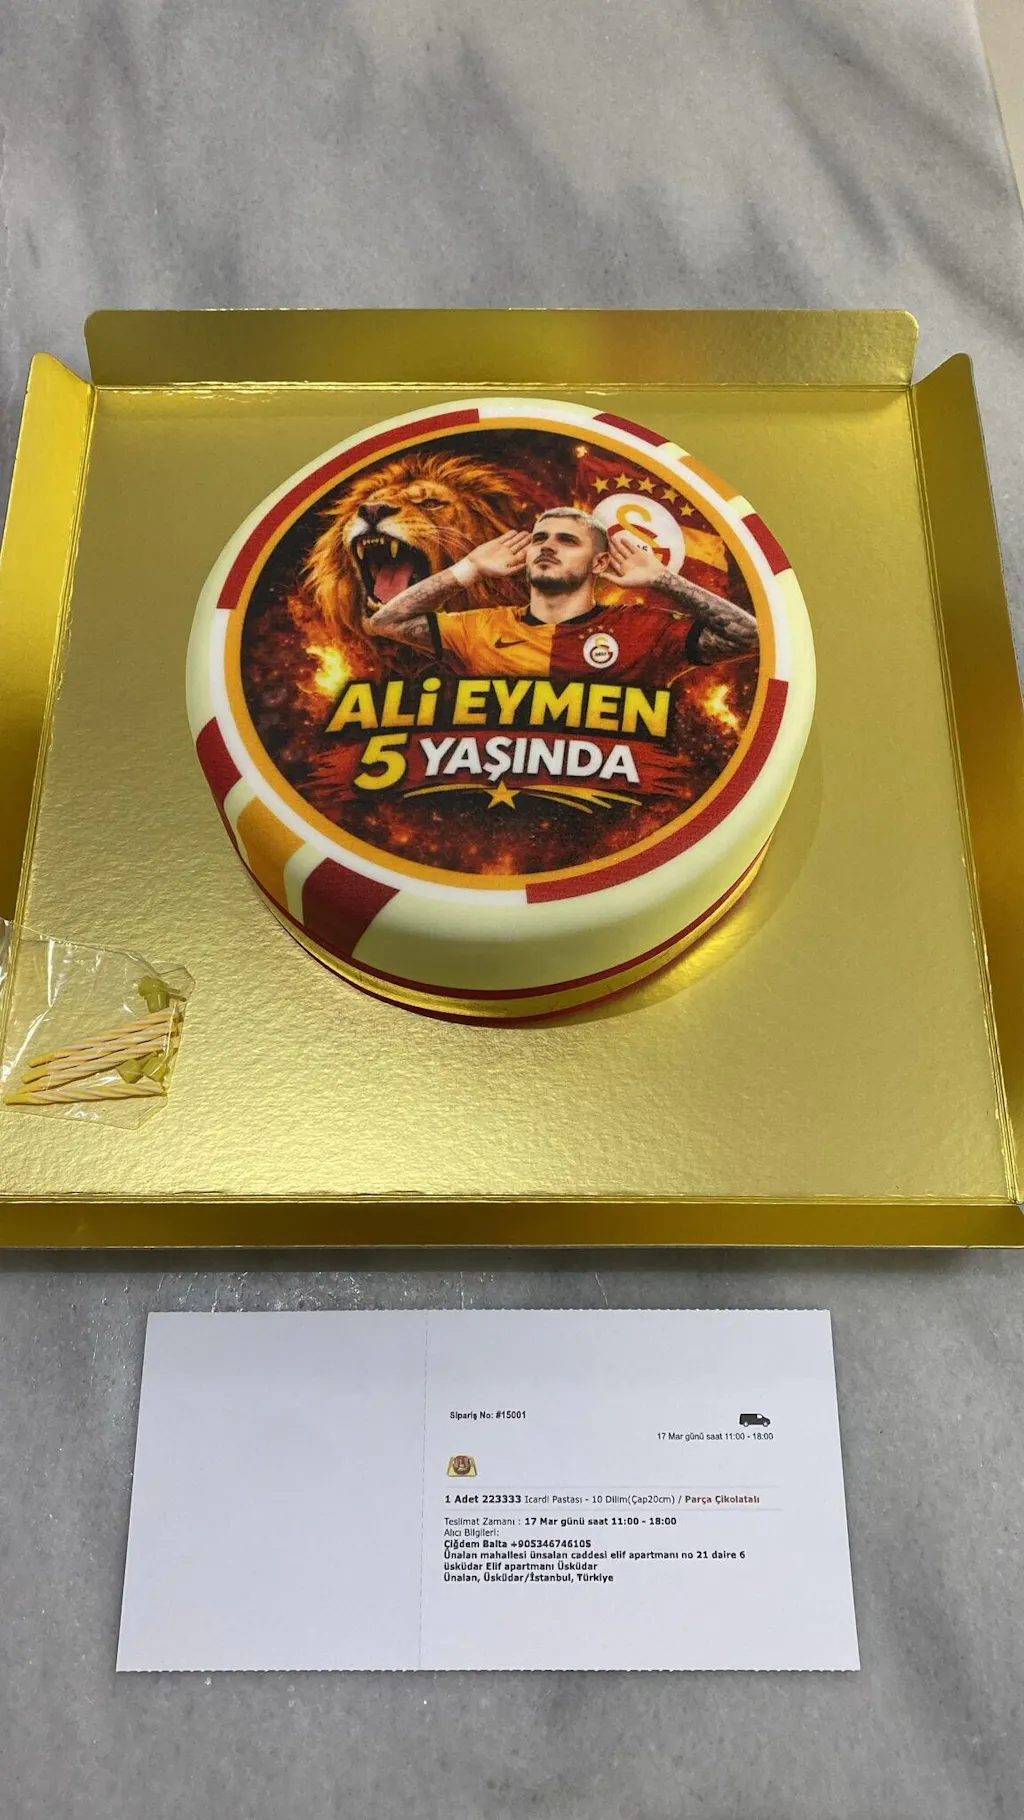 ALİ EYMEN
5 YAŞINDA
Sipariş No: #15001
17 Mar günü saat 11:00 - 18:00
1 Adet 223333 Icardi Pastası - 10 Dilim(Çap20cm) / Parça Çikolatalı
Teslimat Zamanı : 17 Mar günü saat 11:00 - 18:00
Alıcı Bilgileri:
Çiğdem Balta +905346746105
Ünalan mahallesi ünsalan caddesi elif apartmanı no 21 daire 6
üsküdar Elif apartmanı Üsküdar
Ünalan, Üsküdar/İstanbul, Türkiye